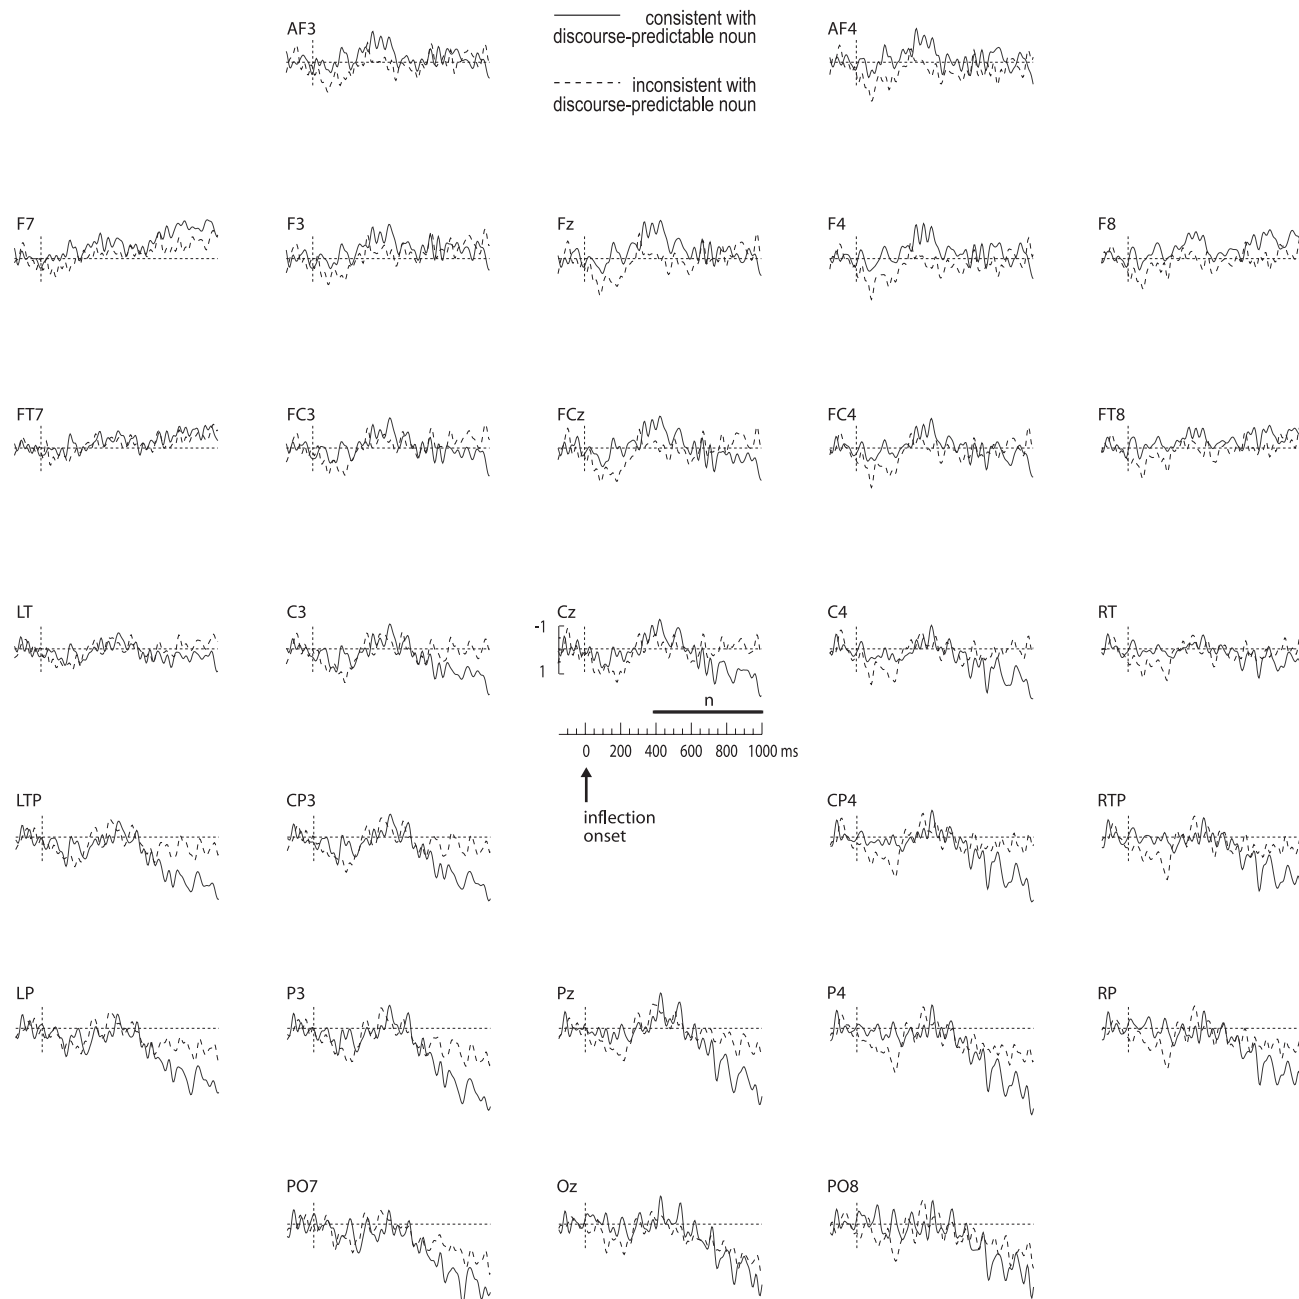 AF3
consistent with
discourse-predictable noun
inconsistent with
discourse-predictable noun
AF4
F7
F3
Fz
F4
F8
FT7
FC3
FCz
FC4
FT8
LT
C3
Cz
C4
RT
-1
1
n
0 200 400 600 800 1000 ms
inflection
onset
LTP
CP3
CP4
RTP
LP
P3
Pz
P4
RP
PO7
Oz
PO8